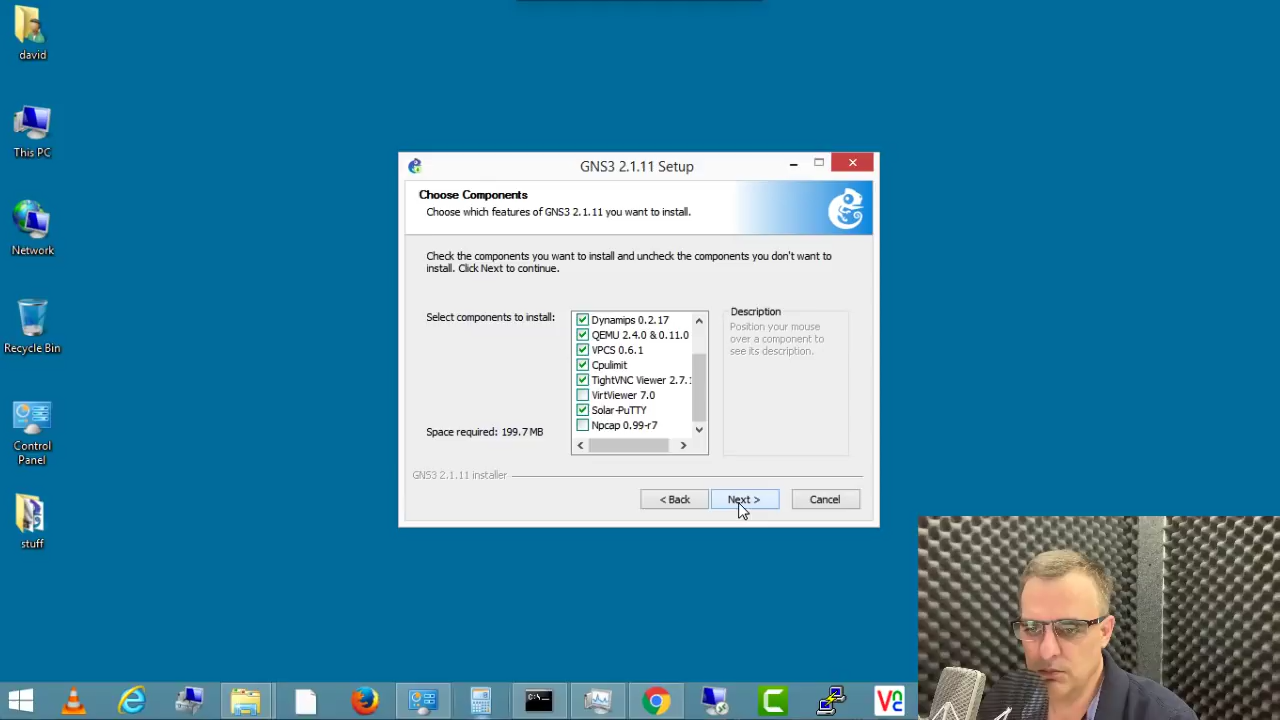 david
This PC
Network
Recycle Bin
Control
Panel
stuff
GNS3 2.1.11 Setup
Choose Components
Choose which features of GNS3 2.1.11 you want to install.
Check the components you want to install and uncheck the components you don't want to
install. Click Next to continue.
Select components to install:
Dynamips 0.2.17
QEMU 2.4.0 & 0.11.0
VPCS 0.6.1
Cpulimit
TightVNC Viewer 2.7.
VirtViewer 7.0
Solar-PuTTY
Npcap 0.99-r7
Description
Position your mouse
over a component to
see its description.
Space required: 199.7 MB
GNS3 2.1.11 installer
< Back
Next >
Cancel